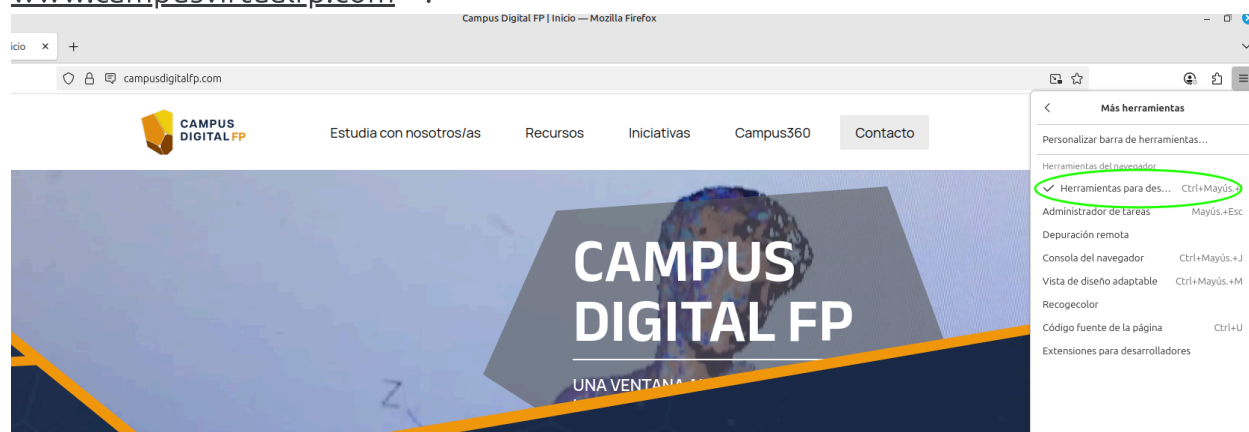 www.campusvirtualfp.com
Campus Digital FP | Inicio — Mozilla Firefox
icio × +
campusdigitalfp.com
CAMPUS
DIGITAL FP
Estudia con nosotros/as Recursos Iniciativas Campus360 Contacto
Más herramientas
Personalizar barra de herramientas...
Herramientas del navegador
Herramientas para des... Ctrl+Mayús.+
Administrador de tareas Mayús.+Esc
Depuración remota
Consola del navegador Ctrl+Mayús.+J
Vista de diseño adaptable Ctrl+Mayús.+M
Recogecolor
Código fuente de la página Ctrl+U
Extensiones para desarrolladores
CAMPUS
DIGITAL FP
UNA VENTANA
Z